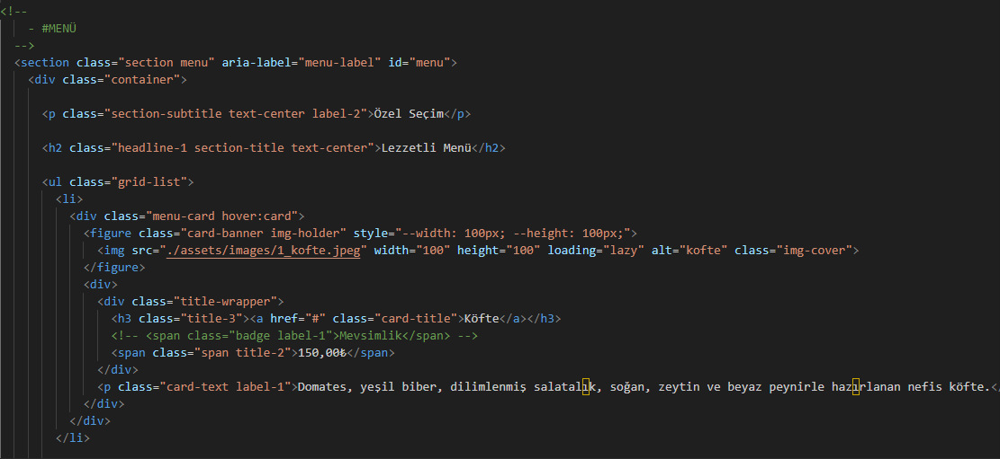 <!--
- #MENÜ
-->
<section class="section menu" aria-label="menu-label" id="menu">
<div class="container">
<p class="section-subtitle text-center label-2">Özel Seçim</p>
<h2 class="headline-1 section-title text-center">Lezzetli Menü</h2>
<ul class="grid-list">
<li>
<div class="menu-card hover:card">
<figure class="card-banner img-holder" style="--width: 100px; --height: 100px;">
<img src="./assets/images/1_kofte.jpeg" width="100" height="100" loading="lazy" alt="kofte" class="img-cover">
</figure>
<div>
<div class="title-wrapper">
<h3 class="title-3"><a href="#" class="card-title">Köfte</a></h3>
<!-- <span class="badge label-1">Mevsimlik</span> -->
<span class="span title-2">150,00₺</span>
</div>
<p class="card-text label-1">Domates, yeşil biber, dilimlenmiş salatalık, soğan, zeytin ve beyaz peynirle hazırlanan nefis köfte.</
</div>
</div>
</li>